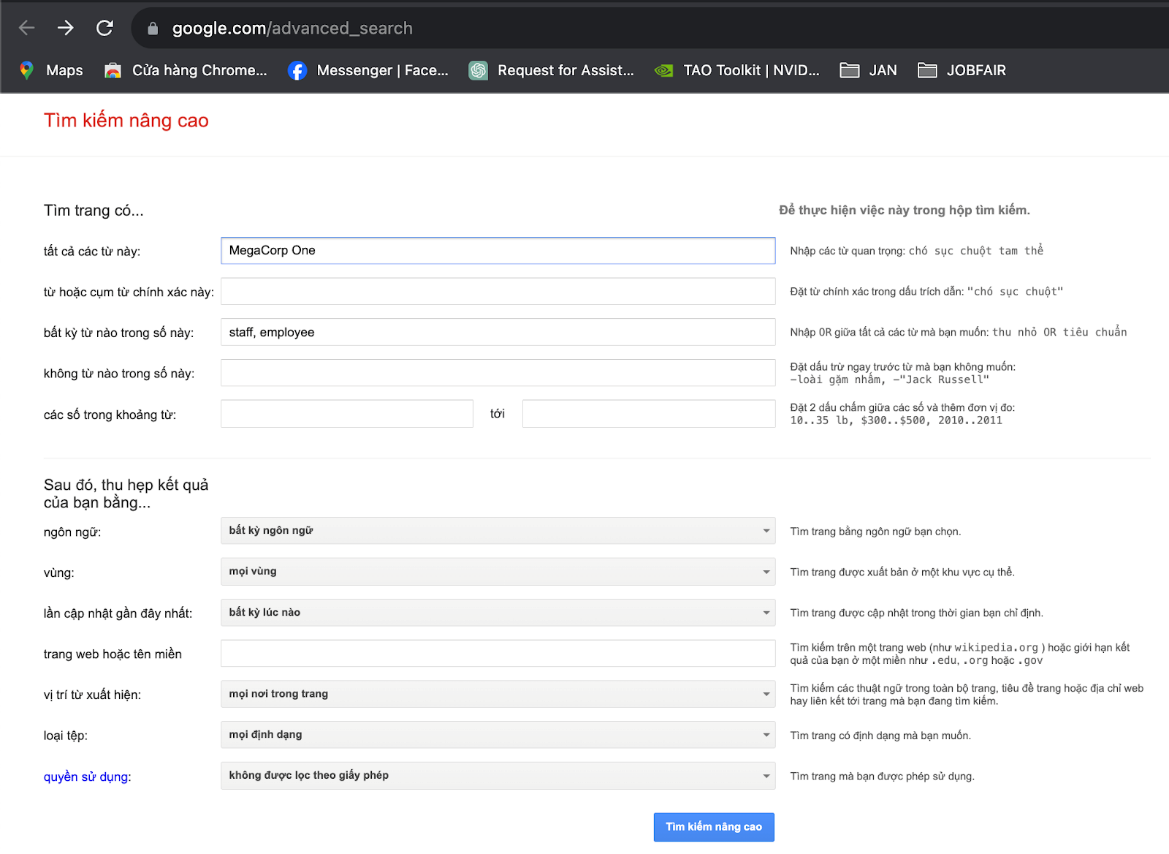 google.com/advanced_search
Maps Cửa hàng Chrome... Messenger | Face... Request for Assist... TAO Toolkit | NVID... JAN JOBFAIR
Tìm kiếm nâng cao
Tìm trang có... Để thực hiện việc này trong hộp tìm kiếm.
tất cả các từ này: MegaCorp One Nhập các từ quan trọng: chó sục chuột tam thể
từ hoặc cụm từ chính xác này: Đặt từ chính xác trong dấu trích dẫn: "chó sục chuột"
bất kỳ từ nào trong số này: staff, employee Nhập OR giữa tất cả các từ mà bạn muốn: thu nhỏ OR tiêu chuẩn
không từ nào trong số này: Đặt dấu trừ ngay trước từ mà bạn không muốn:
-loài gặm nhấm, -"Jack Russell"
các số trong khoảng từ: tới Đặt 2 dấu chấm giữa các số và thêm đơn vị đo:
10..35 lb, $300..$500, 2010..2011
Sau đó, thu hẹp kết quả
của bạn bằng...
ngôn ngữ: bất kỳ ngôn ngữ Tìm trang bằng ngôn ngữ bạn chọn.
vùng: mọi vùng Tìm trang được xuất bản ở một khu vực cụ thể.
lần cập nhật gần đây nhất: bất kỳ lúc nào Tìm trang được cập nhật trong thời gian bạn chỉ định.
trang web hoặc tên miền Tìm kiếm trên một trang web (như wikipedia.org ) hoặc giới hạn kết
quả của bạn ở một miền như .edu, .org hoặc .gov
vị trí từ xuất hiện: mọi nơi trong trang Tìm kiếm các thuật ngữ trong toàn bộ trang, tiêu đề trang hoặc địa chỉ web
hay liên kết tới trang mà bạn đang tìm kiếm.
loại tệp: mọi định dạng Tìm trang có định dạng mà bạn muốn.
quyền sử dụng: không được lọc theo giấy phép Tìm trang mà bạn được phép sử dụng.
Tìm kiếm nâng cao